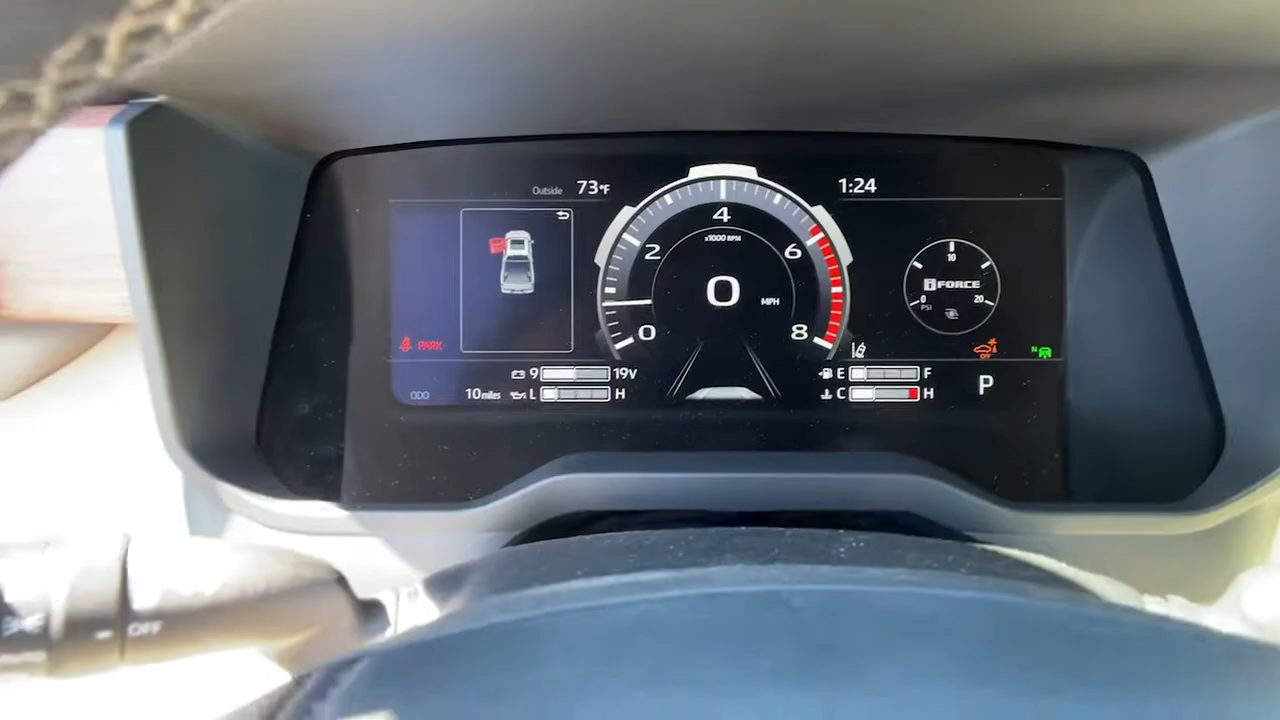 Outside 73°F
1:24
4
x1000 RPM
2 6
10
iFORCE
0 MPH
0 20
PSI
0 8
PARK
OFF
N
9 19V
E F
P
ODO 10 miles
L H
C H
OFF